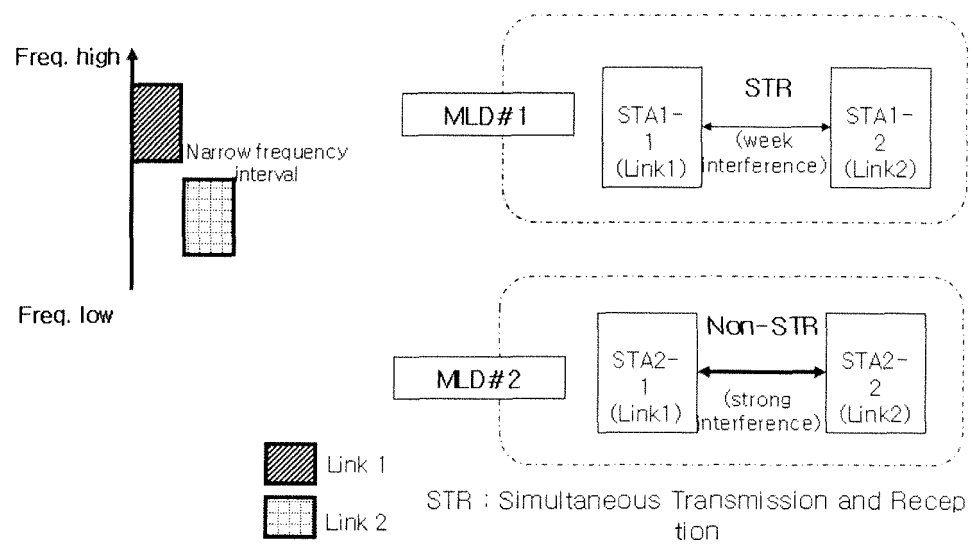 Freq. high
Narrow frequency
interval
Freq. low
Link 1
Link 2
MLD#1
STA1-
1
(Link1)
STR
(week
interference)
STA1-
2
(Link2)
MLD#2
STA2-
1
(Link1)
Non-STR
(strong
interference)
STA2-
2
(Link2)
STR : Simultaneous Transmission and Recep
tion